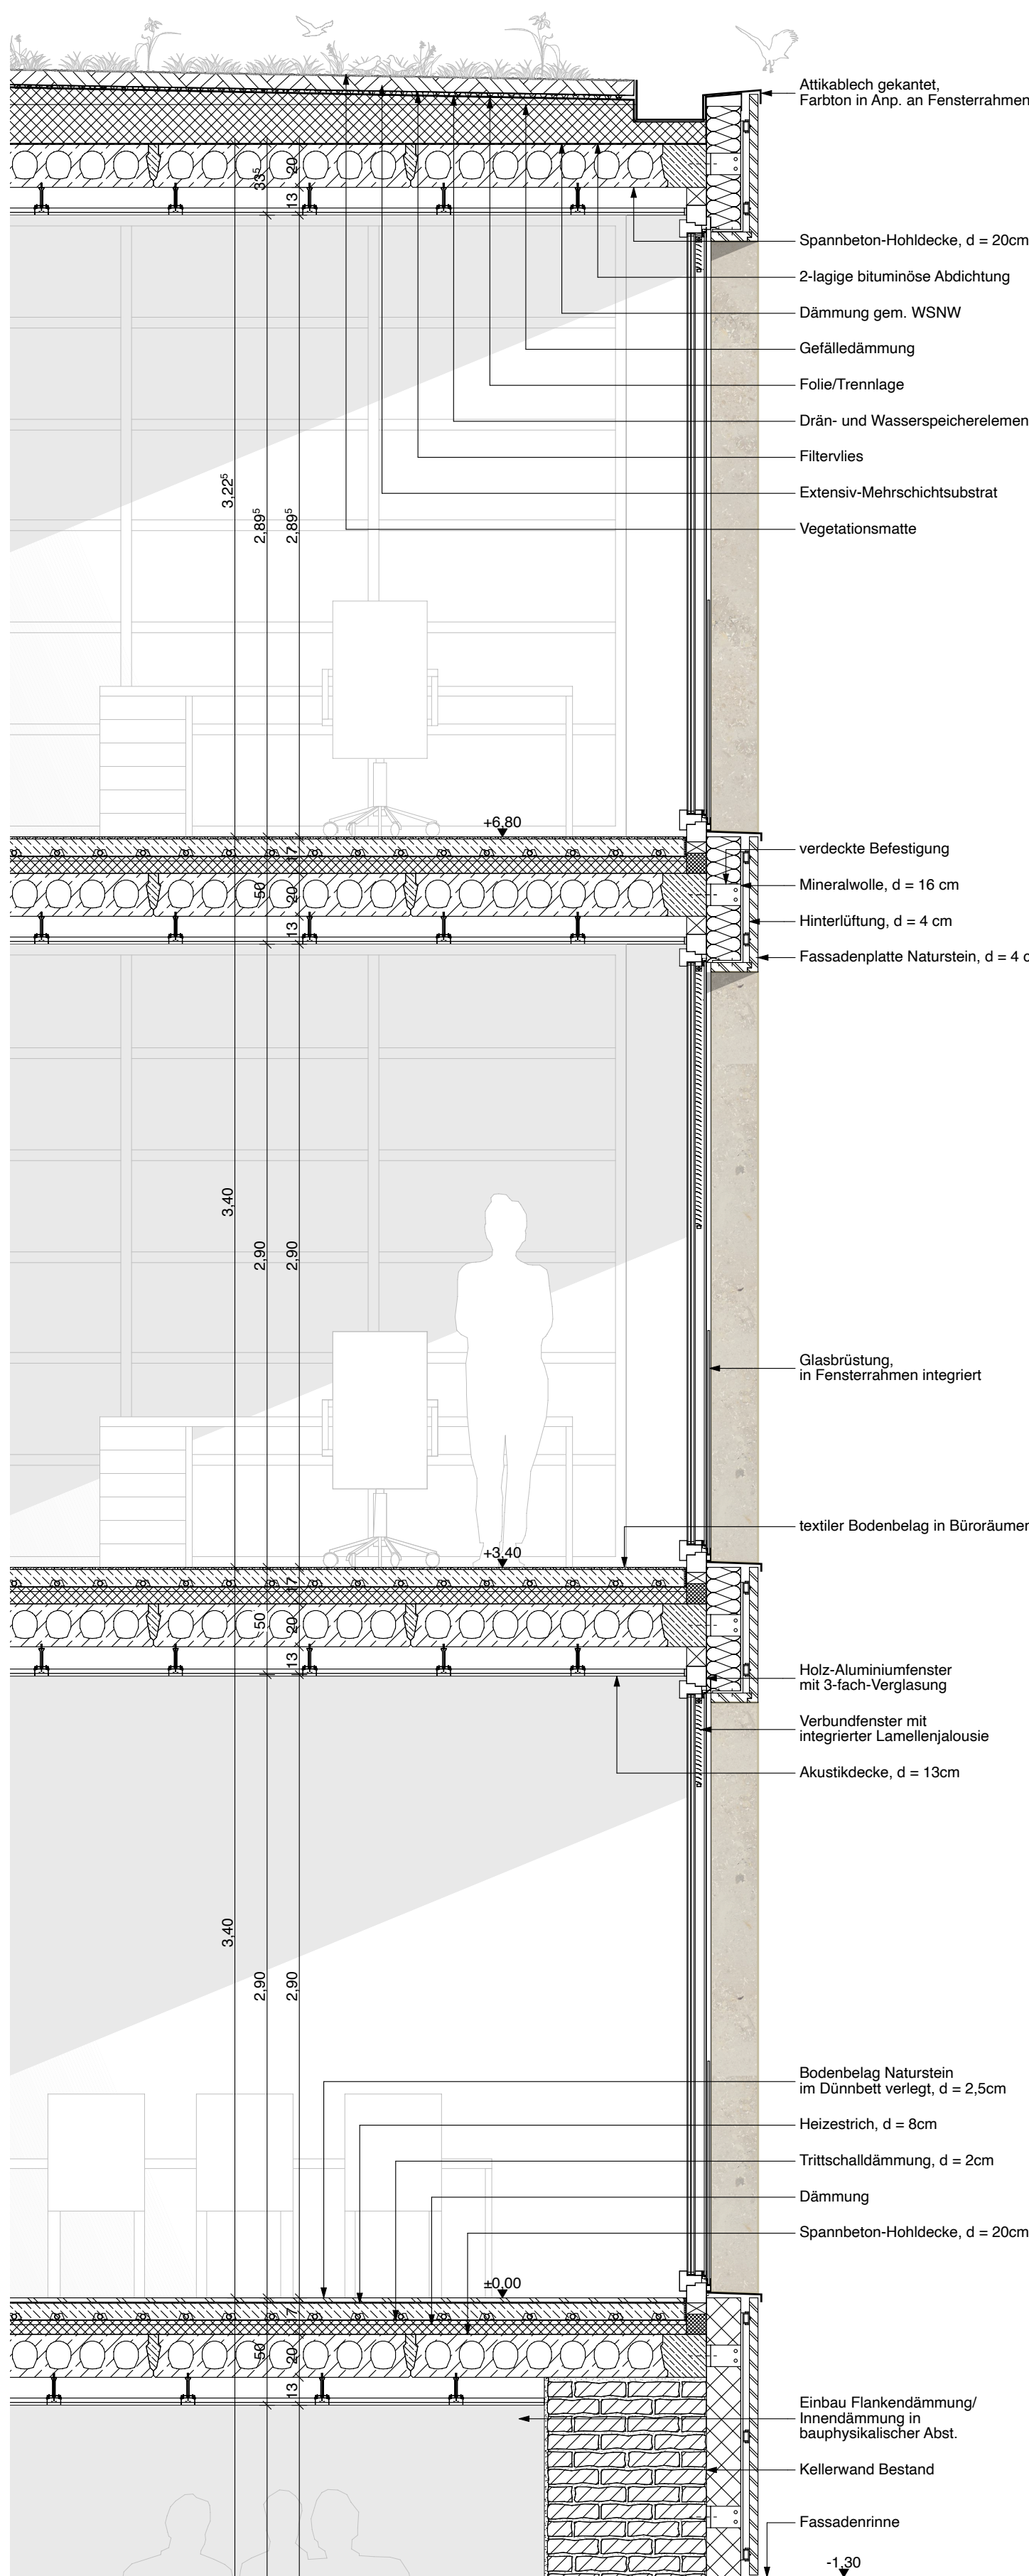 Attikablech gekantet,
Farbton in Anp. an Fensterrahmen
20
33⁵
13
Spannbeton-Hohldecke, d = 20cm
2-lagige bituminöse Abdichtung
Dämmung gem. WSNW
Gefälledämmung
Folie/Trennlage
Drän- und Wasserspeicherelemen
Filtervlies
3,22⁵
Extensiv-Mehrschichtsubstrat
2,89⁵
2,89⁵
Vegetationsmatte
+6,80
17
verdeckte Befestigung
50
20
Mineralwolle, d = 16 cm
13
Hinterlüftung, d = 4 cm
Fassadenplatte Naturstein, d = 4 c
3,40
2,90
2,90
Glasbrüstung,
in Fensterrahmen integriert
textiler Bodenbelag in Büroräumen
+3,40
17
50
20
13
Holz-Aluminiumfenster
mit 3-fach-Verglasung
Verbundfenster mit
integrierter Lamellenjalousie
Akustikdecke, d = 13cm
3,40
2,90
2,90
Bodenbelag Naturstein
im Dünnbett verlegt, d = 2,5cm
Heizestrich, d = 8cm
Trittschalldämmung, d = 2cm
Dämmung
Spannbeton-Hohldecke, d = 20cm
±0,00
17
50
20
13
Einbau Flankendämmung/
Innendämmung in
bauphysikalischer Abst.
Kellerwand Bestand
Fassadenrinne
-1,30